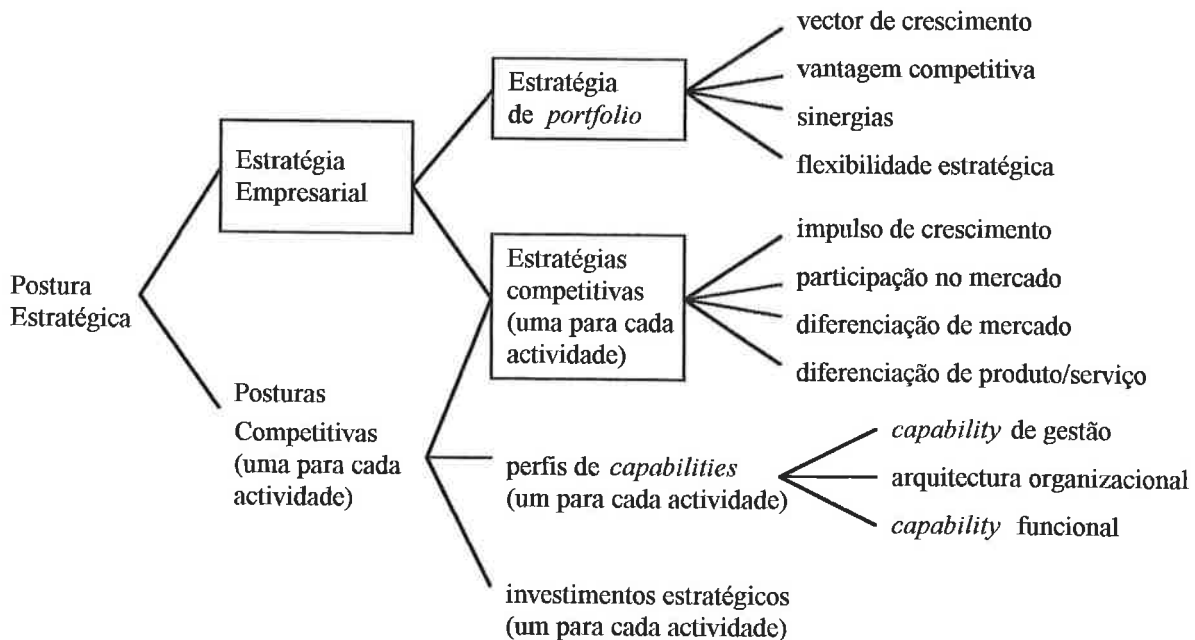 Postura
Estratégica
Estratégia
Empresarial
Posturas
Competitivas
(uma para cada
actividade)
Estratégia
de portfolio
Estratégias
competitivas
(uma para cada
actividade)
perfis de capabilities
(um para cada actividade)
investimentos estratégicos
(um para cada actividade)
vector de crescimento
vantagem competitiva
sinergias
flexibilidade estratégica
impulso de crescimento
participação no mercado
diferenciação de mercado
diferenciação de produto/serviço
capability de gestão
arquitectura organizacional
capability funcional